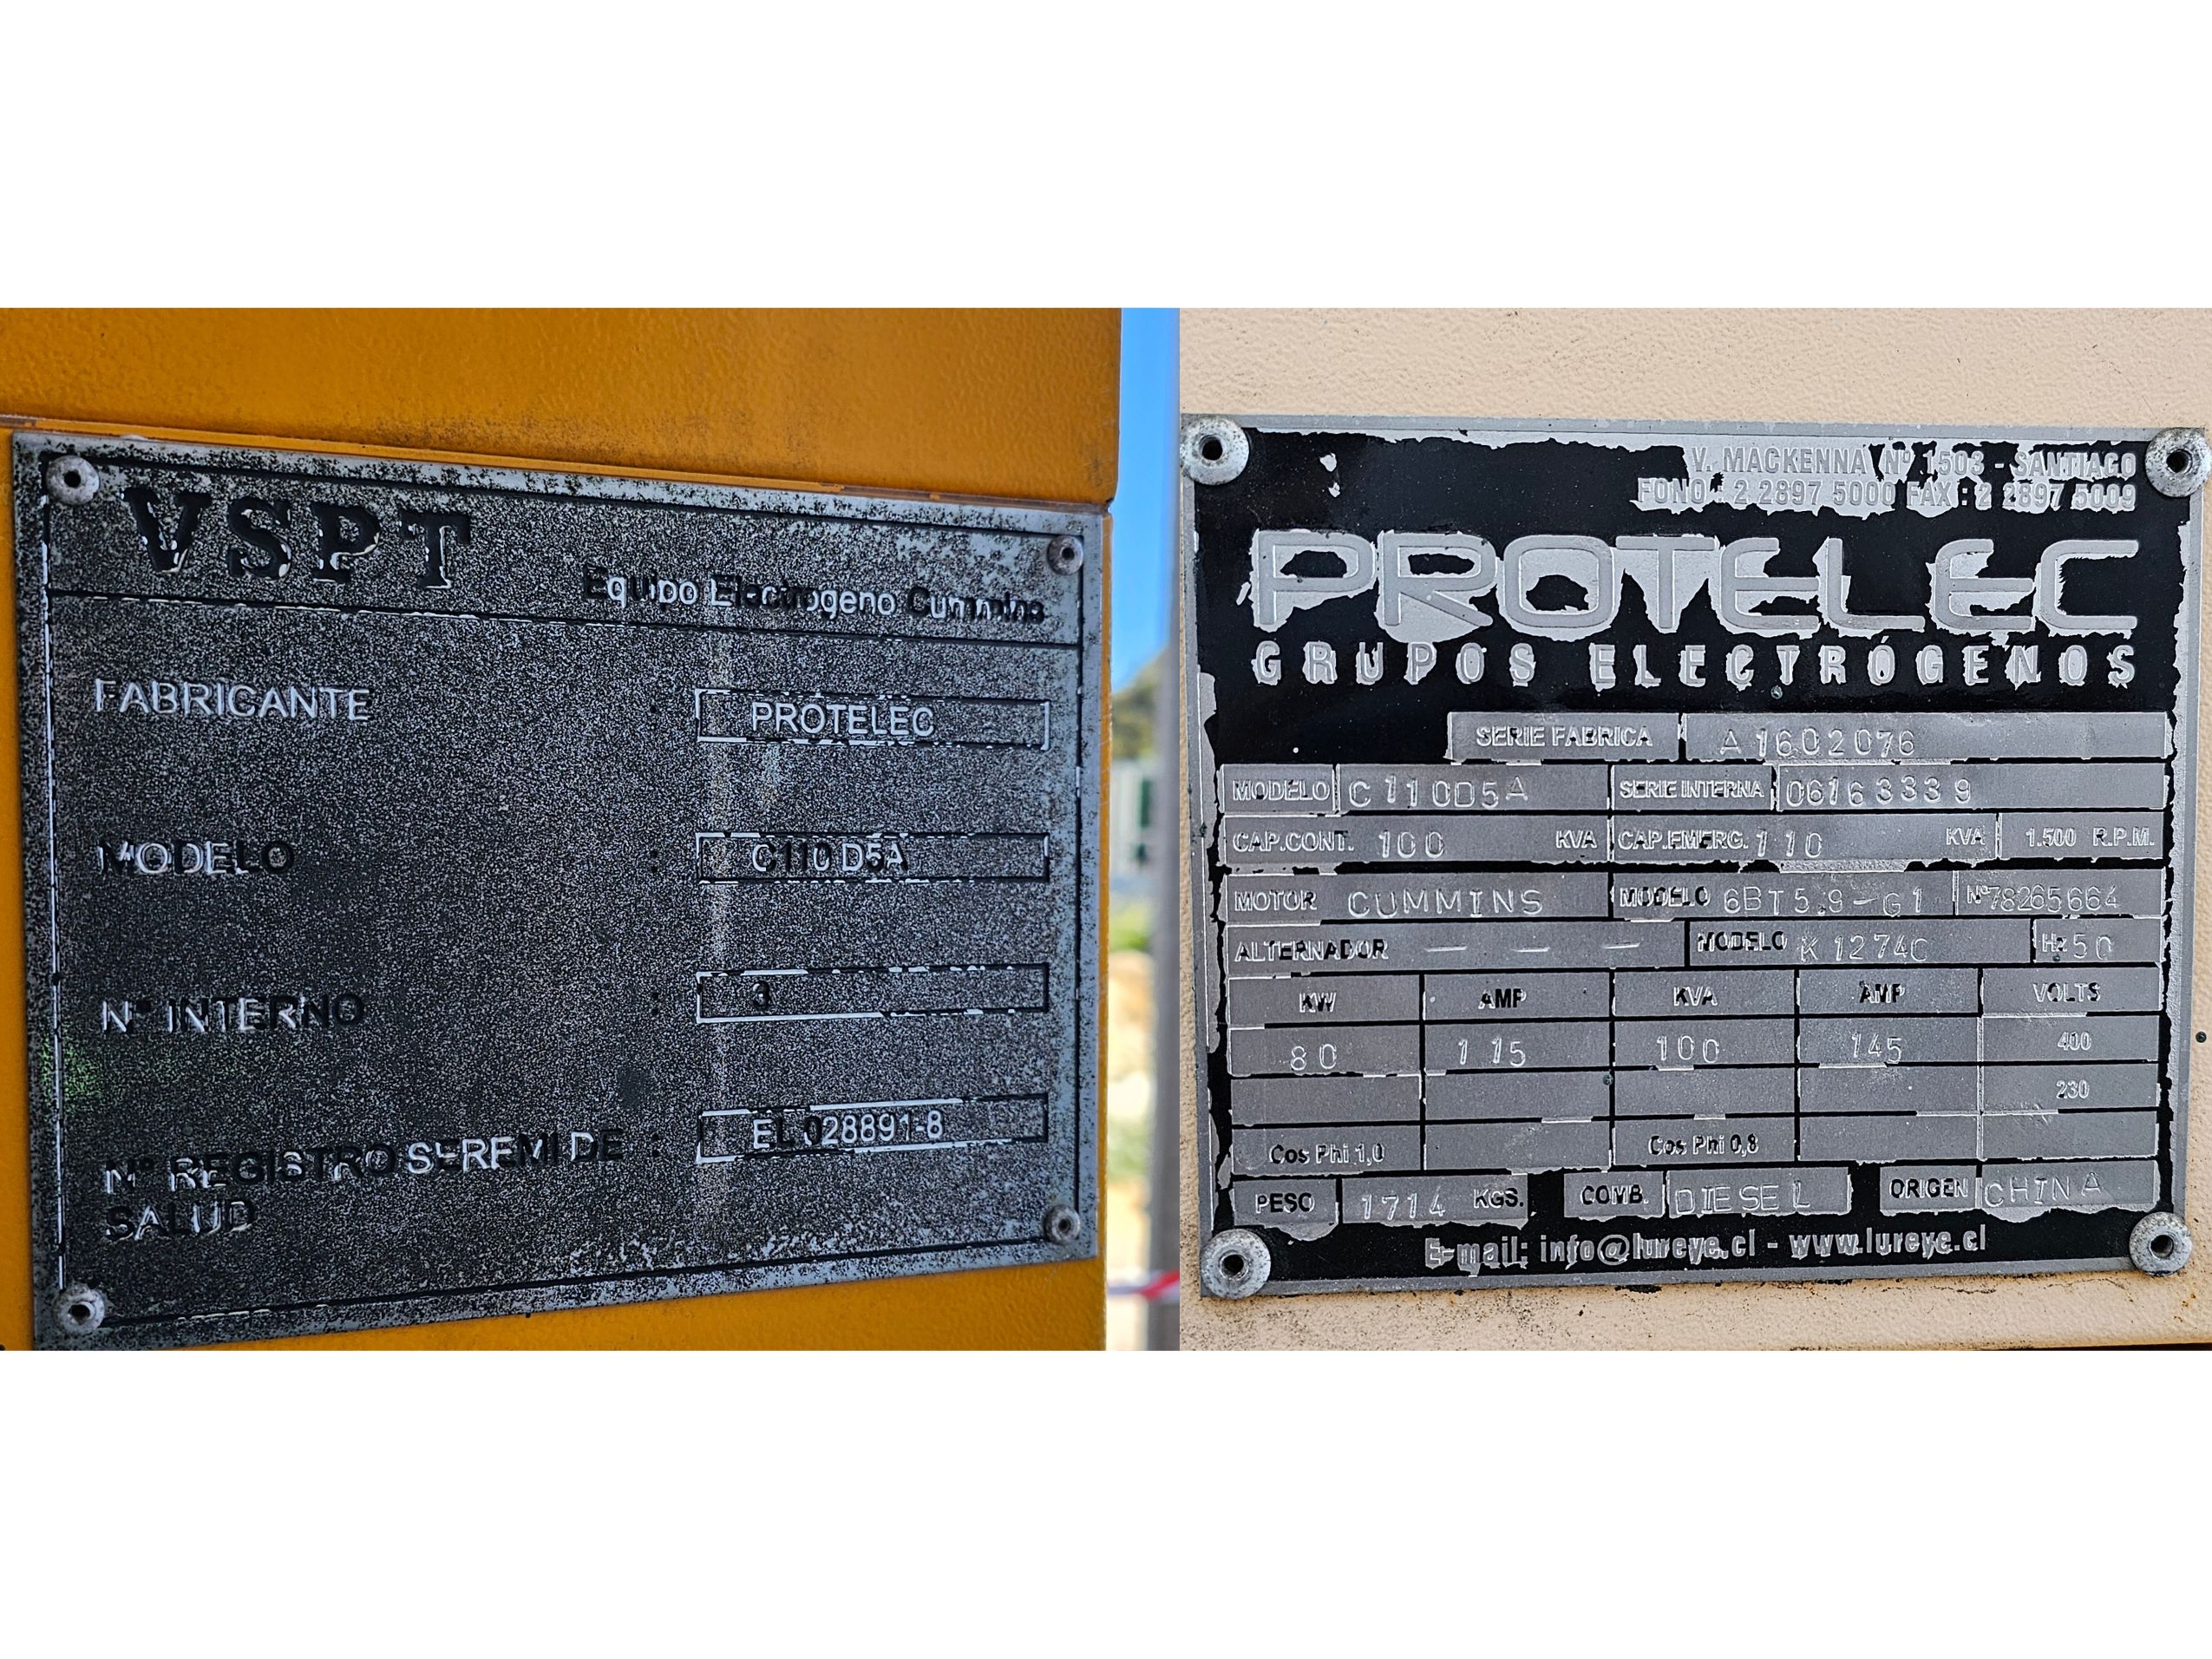 VSPT
Equipo Electrogeno Cummins
FABRICANTE : PROTELEC
MODELO : C110 D5A
N° INTERNO : 3
N° REGISTRO SEREMI DE : EL 028891-8
SALUD
V. MACKENNA Nº 1503 - SANTIAGO
FONO : 2 2897 5000 FAX : 2 2897 5009
PROTELEC
GRUPOS ELECTRÓGENOS
SERIE FABRICA A1602076
MODELO C110D5A SERIE INTERNA 06163339
CAP.CONT. 100 KVA CAP.EMERG. 110 KVA 1.500 R.P.M.
MOTOR CUMMINS MODELO 6BT5.9-G1 Nº78265664
ALTERNADOR - - - MODELO K1274C Hz 50
KW AMP KVA AMP VOLTS
80 115 100 145 400
230
Cos Phi 1,0 Cos Phi 0,8
PESO 1714 KGS. COMB. DIESEL ORIGEN CHINA
E-mail: info@lureye.cl - www.lureye.cl